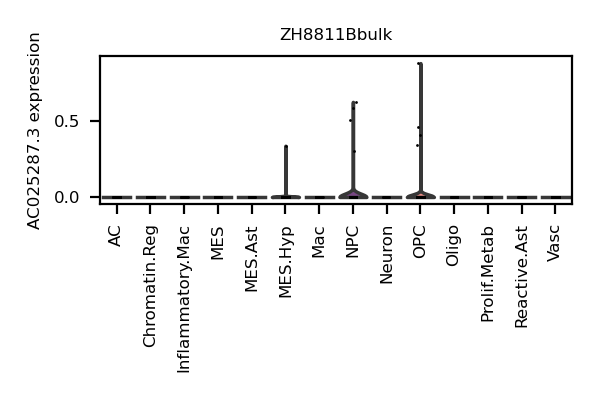 ZH8811Bbulk
AC025287.3 expression
0.5
0.0
AC
Chromatin.Reg
Inflammatory.Mac
MES
MES.Ast
MES.Hyp
Mac
NPC
Neuron
OPC
Oligo
Prolif.Metab
Reactive.Ast
Vasc